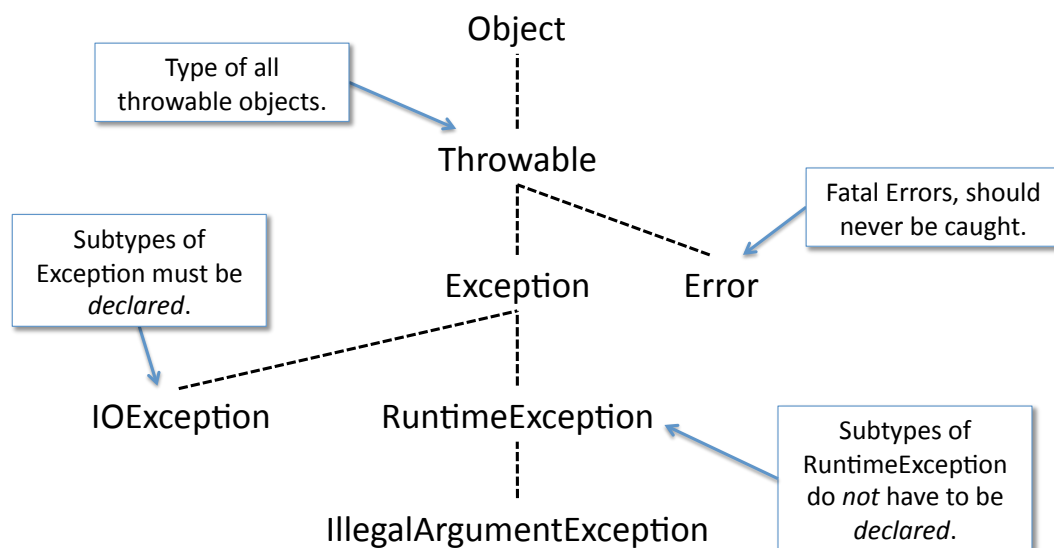 Object
Type of all
throwable objects.
Throwable
Fatal Errors, should
never be caught.
Subtypes of
Exception must be
declared.
Exception
Error
IOException
RuntimeException
Subtypes of
RuntimeException
do not have to be
declared.
IllegalArgumentException